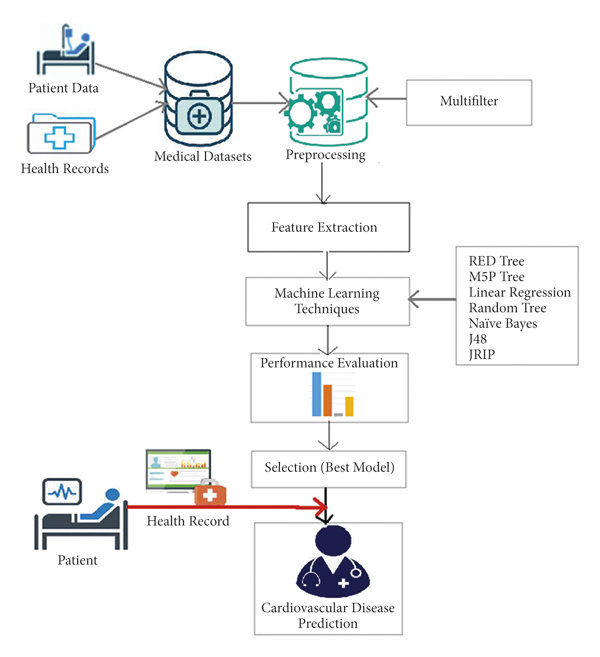 Patient Data
Health Records
Medical Datasets
Preprocessing
Multifilter
Feature Extraction
Machine Learning
Techniques
RED Tree
M5P Tree
Linear Regression
Random Tree
Naïve Bayes
J48
JRIP
Performance Evaluation
Selection (Best Model)
Health Record
Patient
Cardiovascular Disease
Prediction